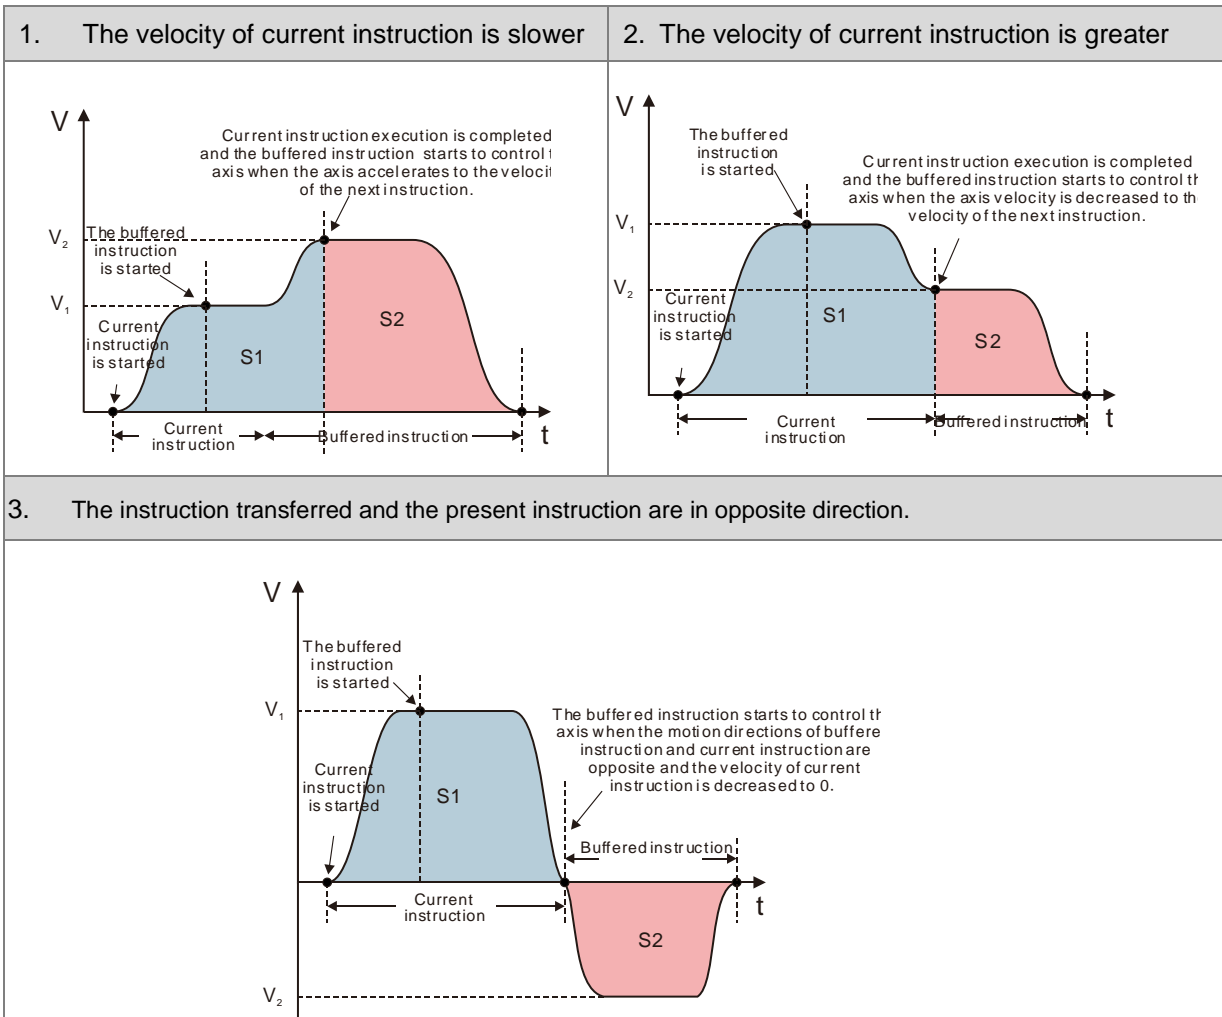 1. The velocity of current instruction is slower
2. The velocity of current instruction is greater
V
Current instruction execution is completed
and the buffered instruction starts to control t
axis when the axis accelerates to the velocit
of the next instruction.
V2
The buffered
instruction
is started
V1
Current
instruction
is started
S1
S2
Current
instruction
Buffered instruction
t
V
The buffered
instruction
is started
Current instruction execution is completed
and the buffered instruction starts to control th
axis when the axis velocity is decreased to the
velocity of the next instruction.
V1
V2
Current
instruction
is started
S1
S2
Current
instruction
Buffered instruction
t
3. The instruction transferred and the present instruction are in opposite direction.
V
The buffered
instruction
is started
V1
The buffered instruction starts to control th
axis when the motion directions of buffere
instruction and current instruction are
opposite and the velocity of current
instruction is decreased to 0.
Current
instruction
is started
S1
Buffered instruction
Current
instruction
t
S2
V2